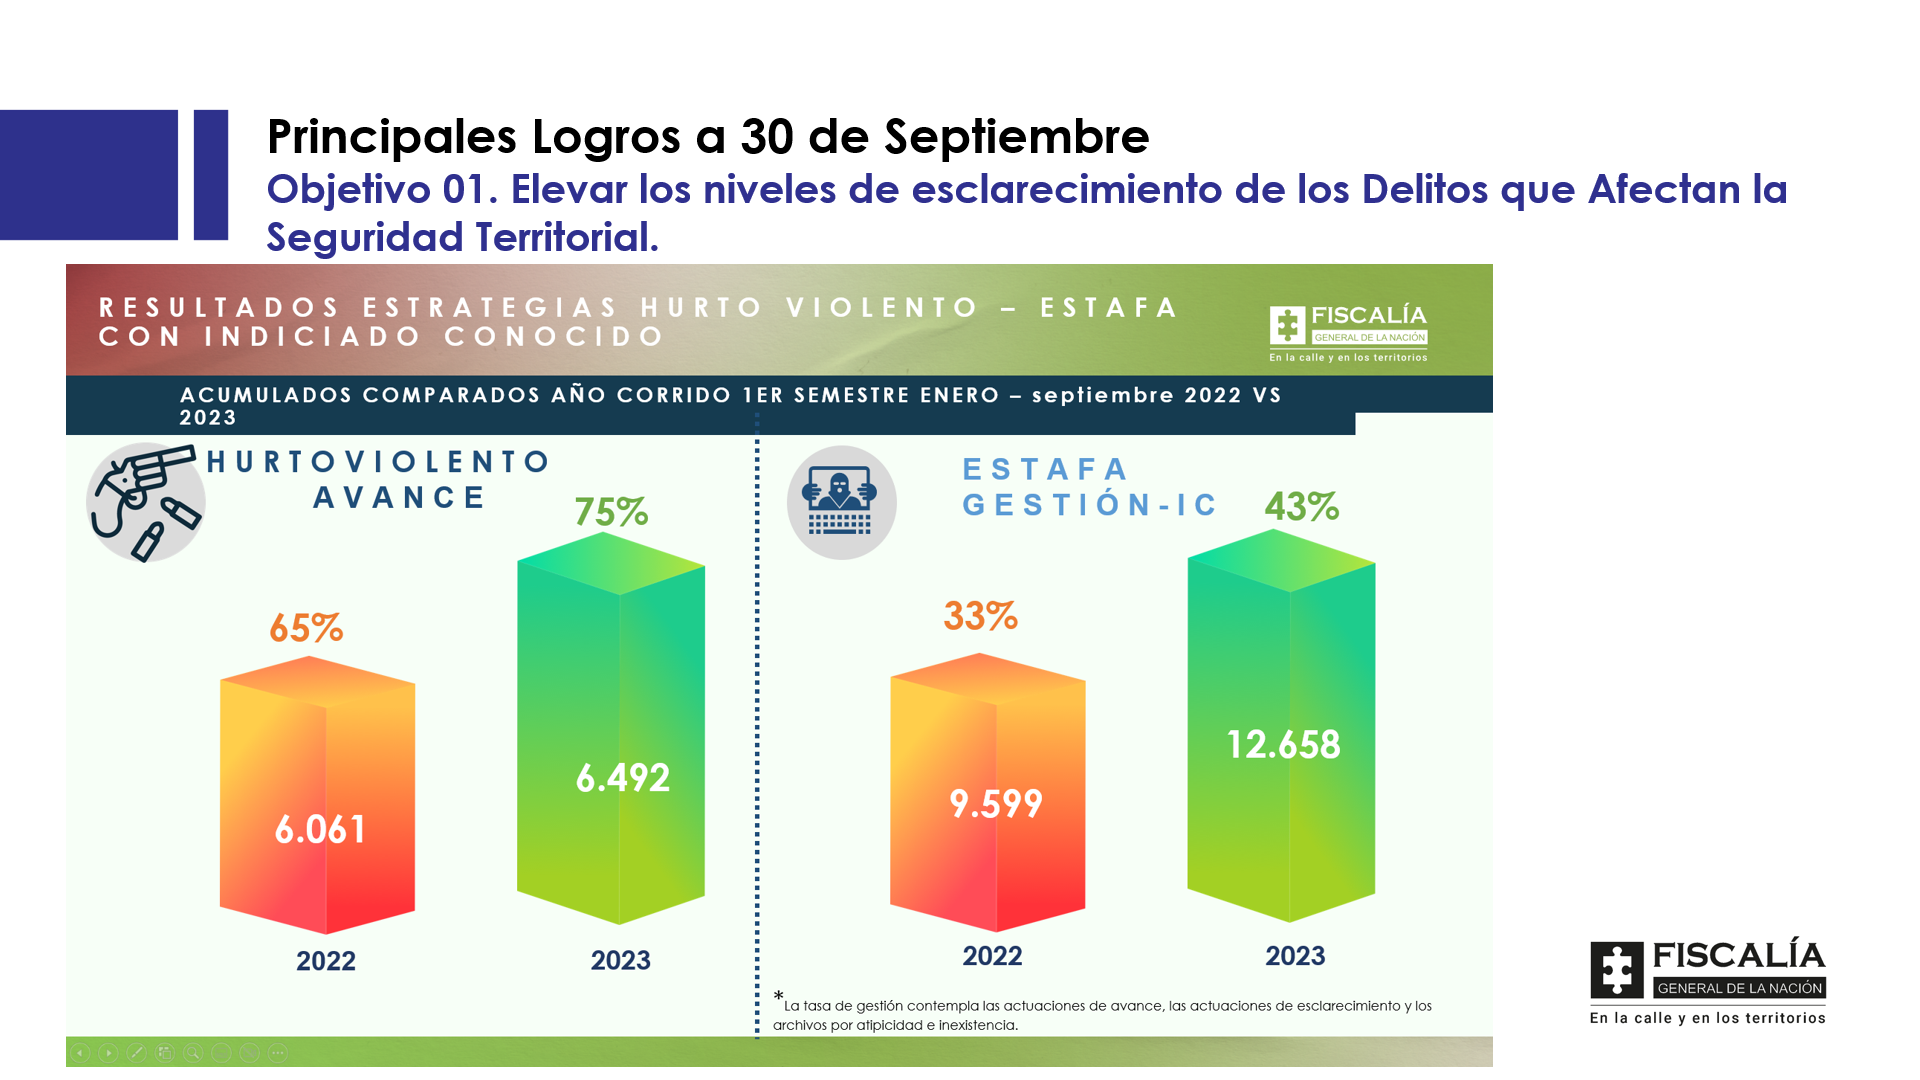 Principales Logros a 30 de Septiembre
Objetivo 01. Elevar los niveles de esclarecimiento de los Delitos que Afectan la
Seguridad Territorial.
RESULTADOS ESTRATEGIAS HURTO VIOLENTO – ESTAFA
CON INDICIADO CONOCIDO
FISCALÍA
GENERAL DE LA NACIÓN
En la calle y en los territorios
ACUMULADOS COMPARADOS AÑO CORRIDO 1ER SEMESTRE ENERO – septiembre 2022 VS
2023
HURTOVIOLENTO
AVANCE
75%
65%
6.492
6.061
2022
2023
ESTAFA
GESTIÓN-IC
43%
33%
12.658
9.599
2022
2023
*La tasa de gestión contempla las actuaciones de avance, las actuaciones de esclarecimiento y los
archivos por atipicidad e inexistencia.
FISCALÍA
GENERAL DE LA NACIÓN
En la calle y en los territorios